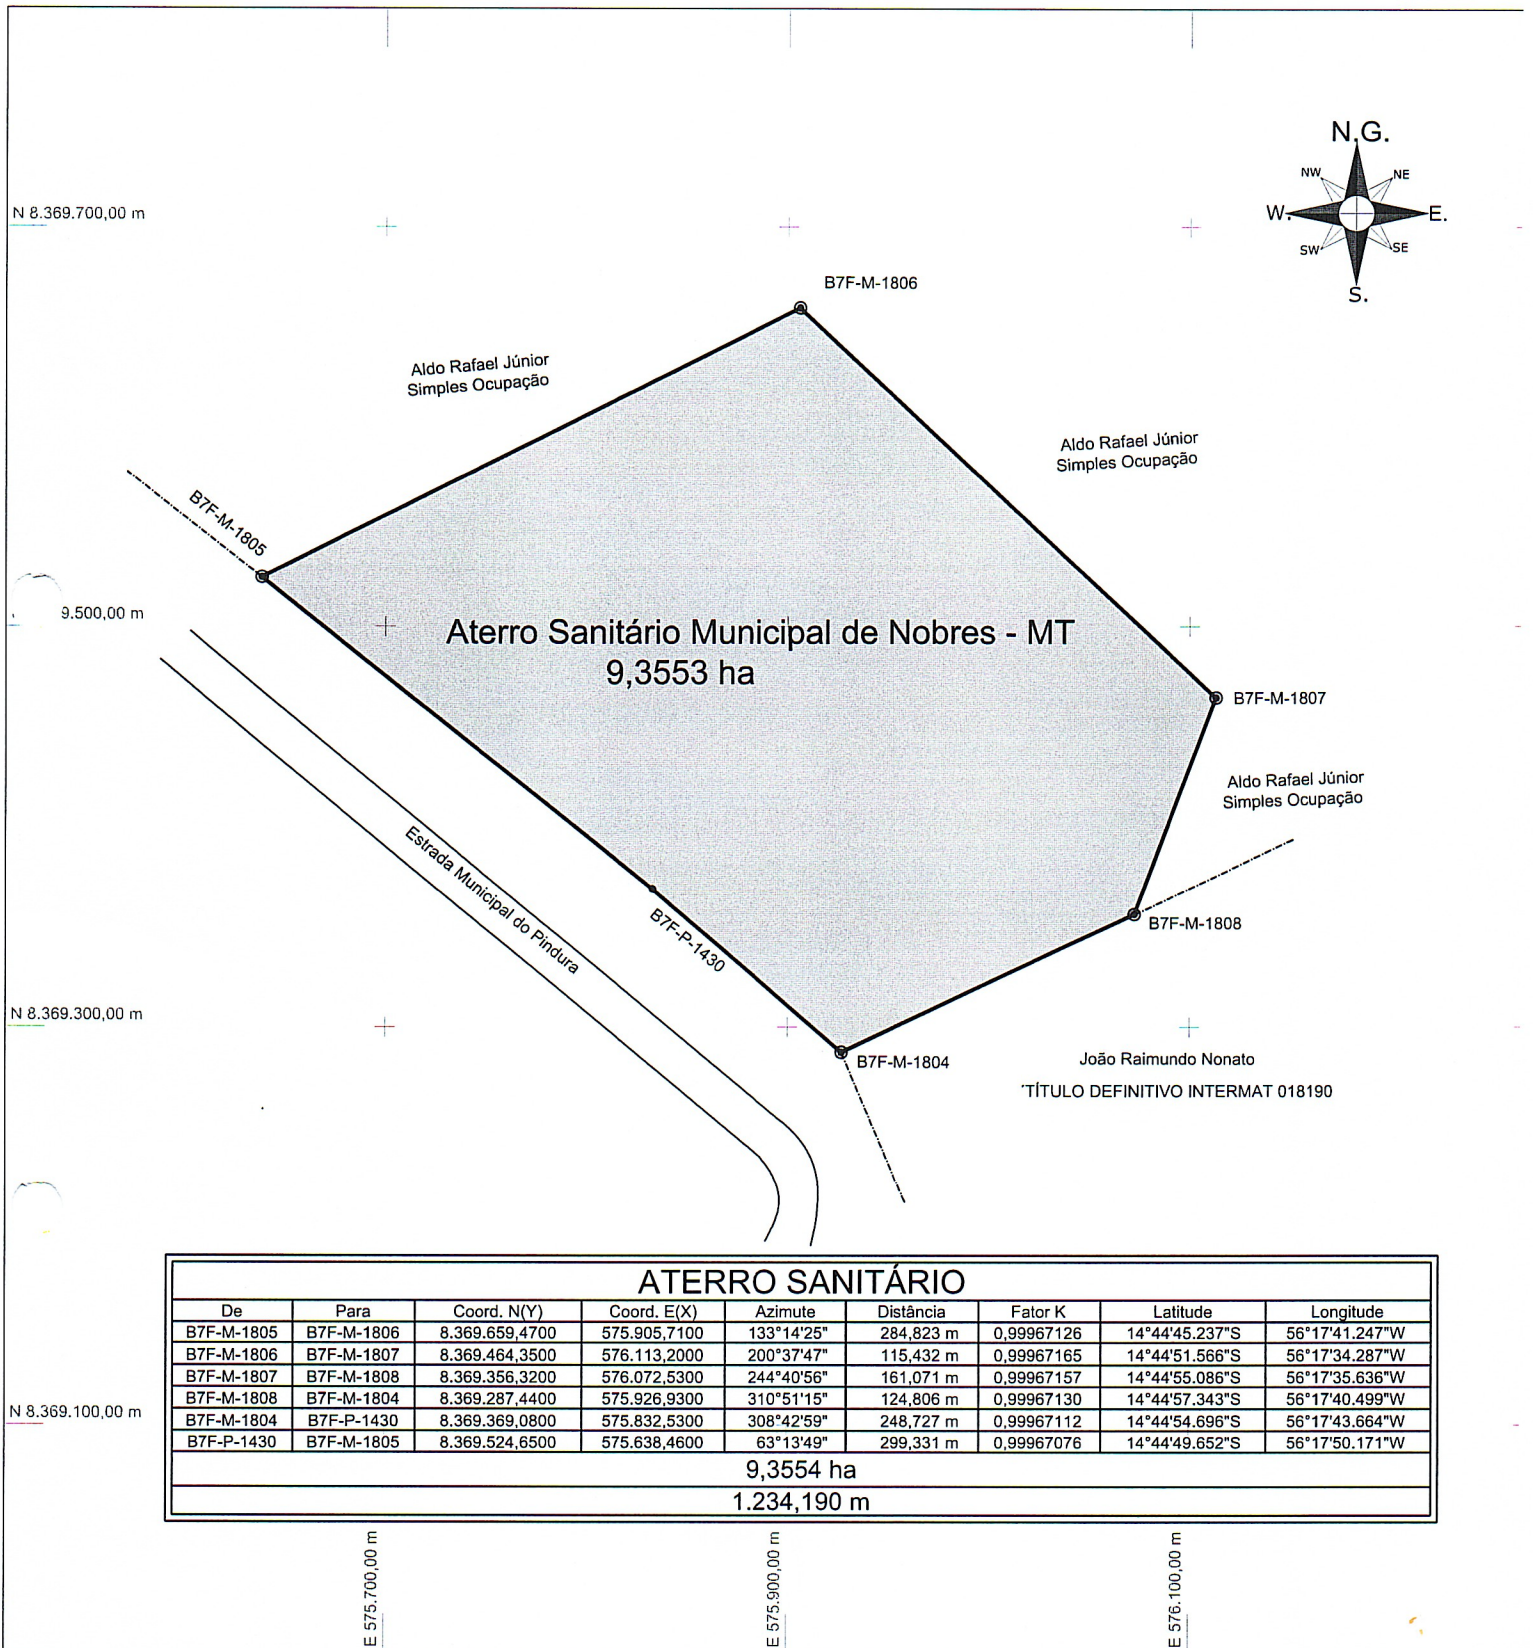 N.G.
NW
NE
W.
E.
SW
SE
S.
N 8.369.700,00 m
B7F-M-1806
Aldo Rafael Júnior
Simples Ocupação
Aldo Rafael Júnior
Simples Ocupação
B7F-M-1805
9.500,00 m
Aterro Sanitário Municipal de Nobres - MT
9,3553 ha
B7F-M-1807
Aldo Rafael Júnior
Simples Ocupação
Estrada Municipal do Pindura
B7F-P-1430
B7F-M-1808
N 8.369.300,00 m
B7F-M-1804
João Raimundo Nonato
TÍTULO DEFINITIVO INTERMAT 018190
ATERRO SANITÁRIO
De Para Coord. N(Y) Coord. E(X) Azimute Distância Fator K Latitude Longitude
B7F-M-1805 B7F-M-1806 8.369.659,4700 575.905,7100 133°14'25" 284,823 m 0,99967126 14°44'45.237"S 56°17'41.247"W
B7F-M-1806 B7F-M-1807 8.369.464,3500 576.113,2000 200°37'47" 115,432 m 0,99967165 14°44'51.566"S 56°17'34.287"W
B7F-M-1807 B7F-M-1808 8.369.356,3200 576.072,5300 244°40'56" 161,071 m 0,99967157 14°44'55.086"S 56°17'35.636"W
B7F-M-1808 B7F-M-1804 8.369.287,4400 575.926,9300 310°51'15" 124,806 m 0,99967130 14°44'57.343"S 56°17'40.499"W
B7F-M-1804 B7F-P-1430 8.369.369,0800 575.832,5300 308°42'59" 248,727 m 0,99967112 14°44'54.696"S 56°17'43.664"W
B7F-P-1430 B7F-M-1805 8.369.524,6500 575.638,4600 63°13'49" 299,331 m 0,99967076 14°44'49.652"S 56°17'50.171"W
9,3554 ha
1.234,190 m
N 8.369.100,00 m
E 575.700,00 m
E 575.900,00 m
E 576.100,00 m